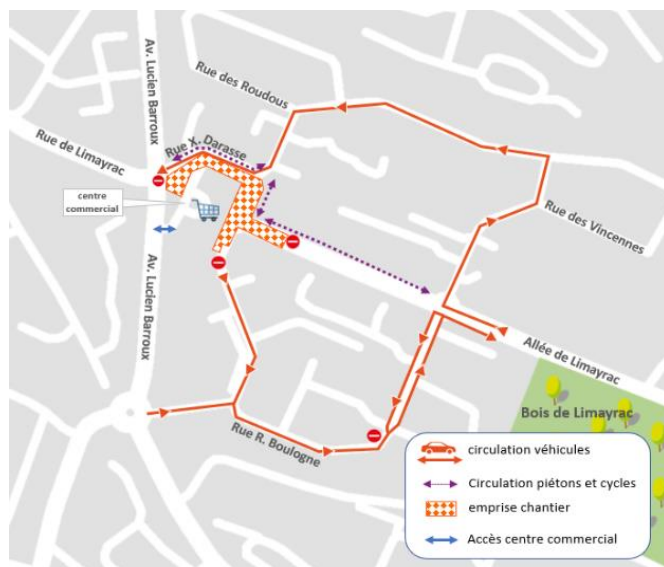 Av. Lucien Barroux
Rue des Roudous
Rue X. Darasse
Rue de Limayrac
centre
commercial
Rue des Vincennes
Av. Lucien Barroux
Allée de Limayrac
Bois de Limayrac
Rue R. Boulogne
circulation véhicules
Circulation piétons et cycles
emprise chantier
Accès centre commercial